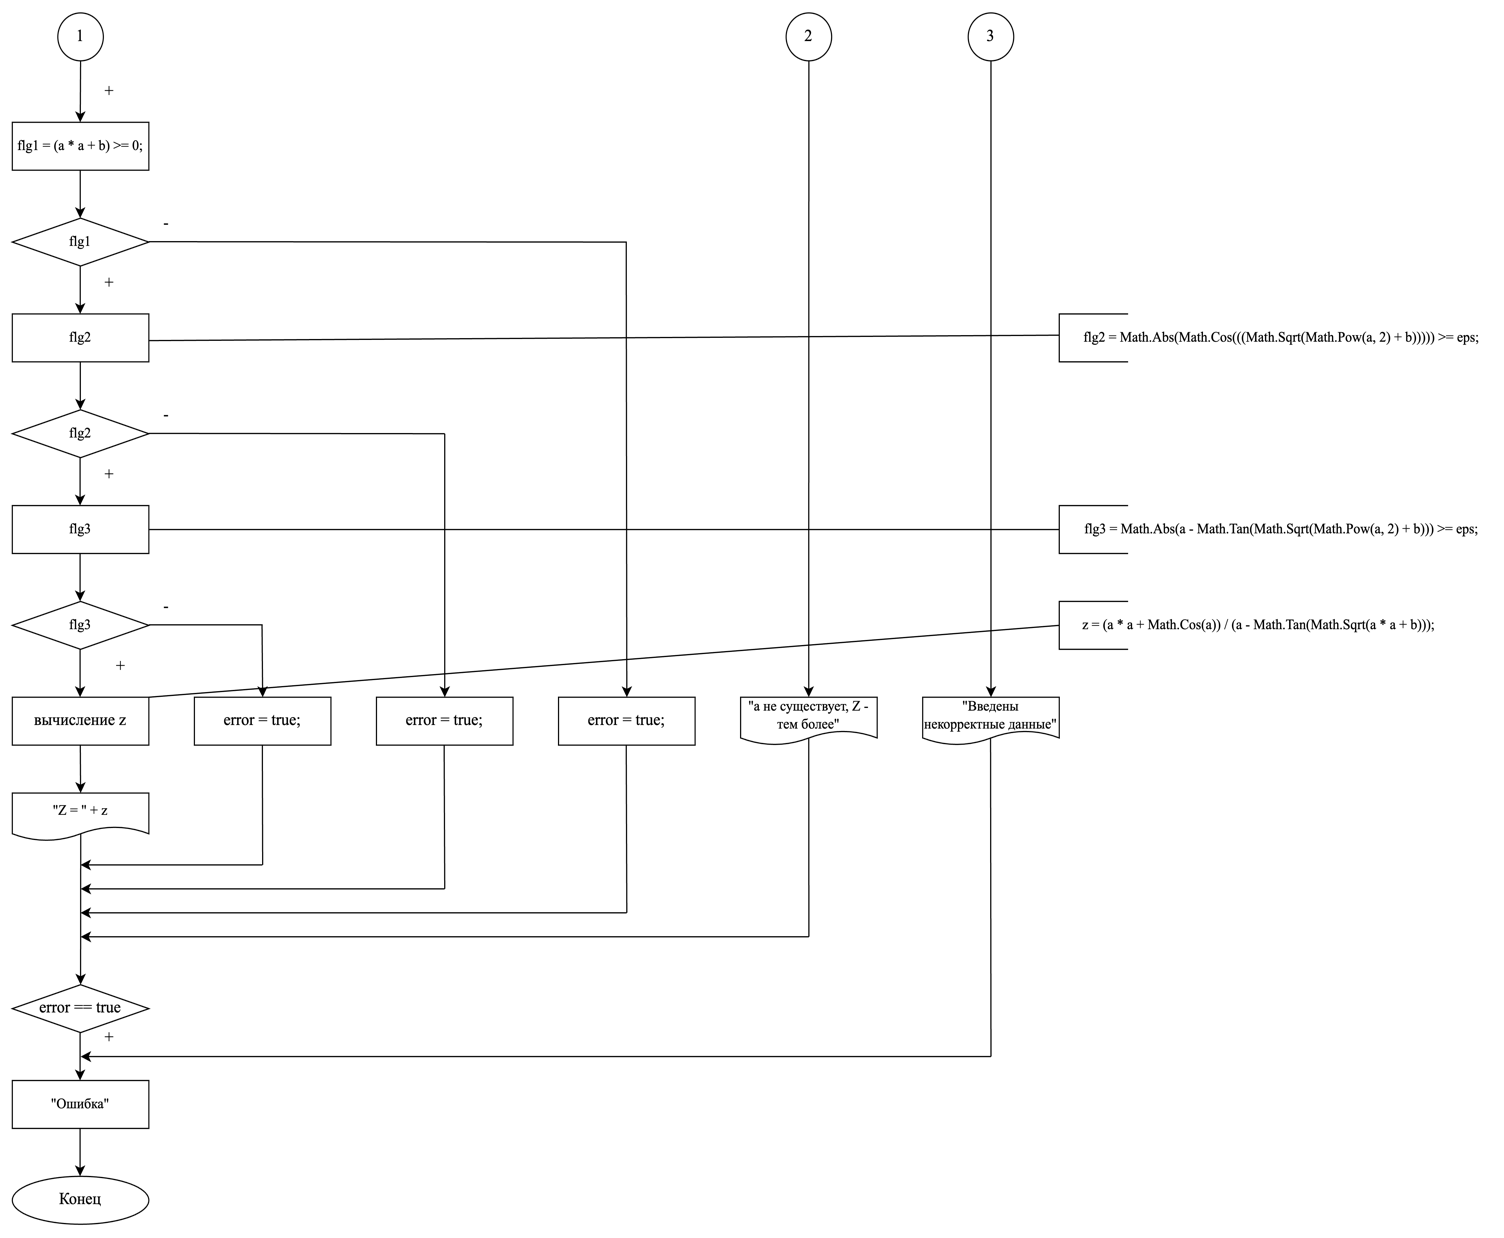 1
2
3
+
flg1 = (a * a + b) >= 0;
-
flg1
+
flg2
flg2 = Math.Abs(Math.Cos(((Math.Sqrt(Math.Pow(a, 2) + b))))) >= eps;
-
flg2
+
flg3
flg3 = Math.Abs(a - Math.Tan(Math.Sqrt(Math.Pow(a, 2) + b))) >= eps;
-
flg3
z = (a * a + Math.Cos(a)) / (a - Math.Tan(Math.Sqrt(a * a + b)));
+
вычисление z
error = true;
error = true;
error = true;
"a не существует, Z -
тем более"
"Введены
некорректные данные"
"Z = " + z
error == true
+
"Ошибка"
Конец